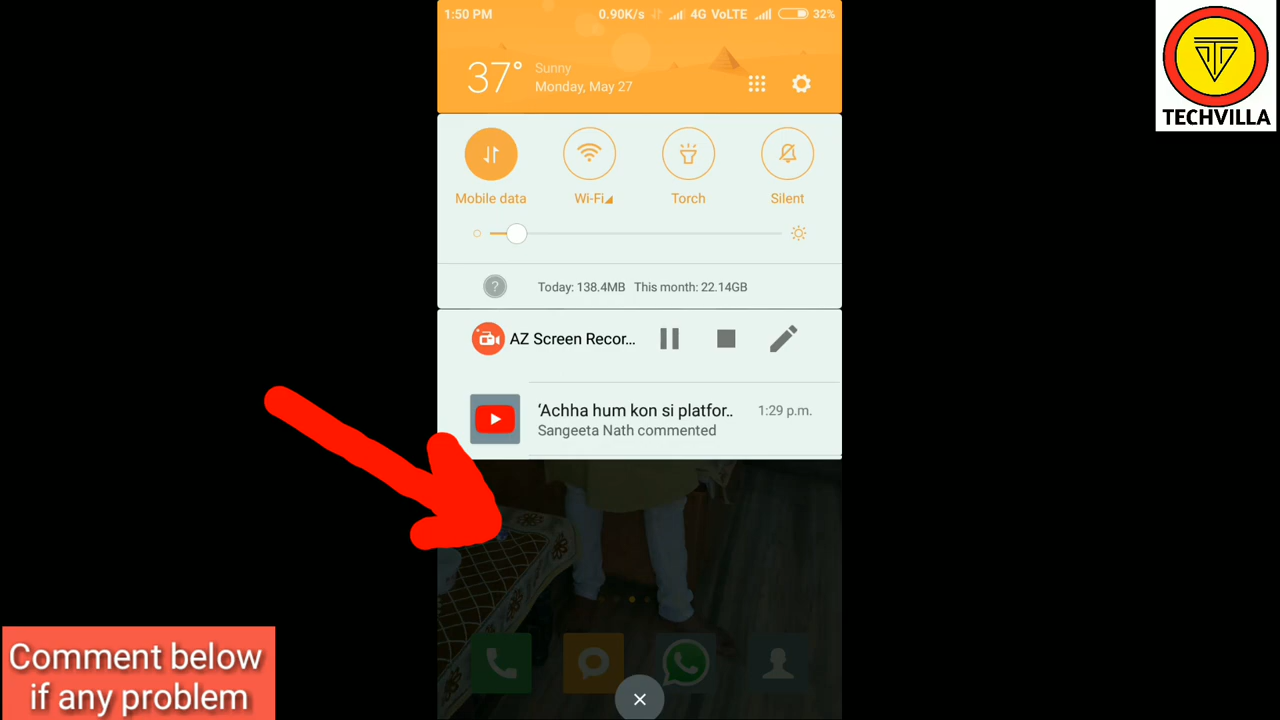 1:50 PM
0.90K/s 4G VoLTE 32%
37° Sunny
Monday, May 27
TECHVILLA
Mobile data Wi-Fi Torch Silent
? Today: 138.4MB This month: 22.14GB
AZ Screen Recor...
‘Achha hum kon si platfor.. 1:29 p.m.
Sangeeta Nath commented
Comment below
if any problem